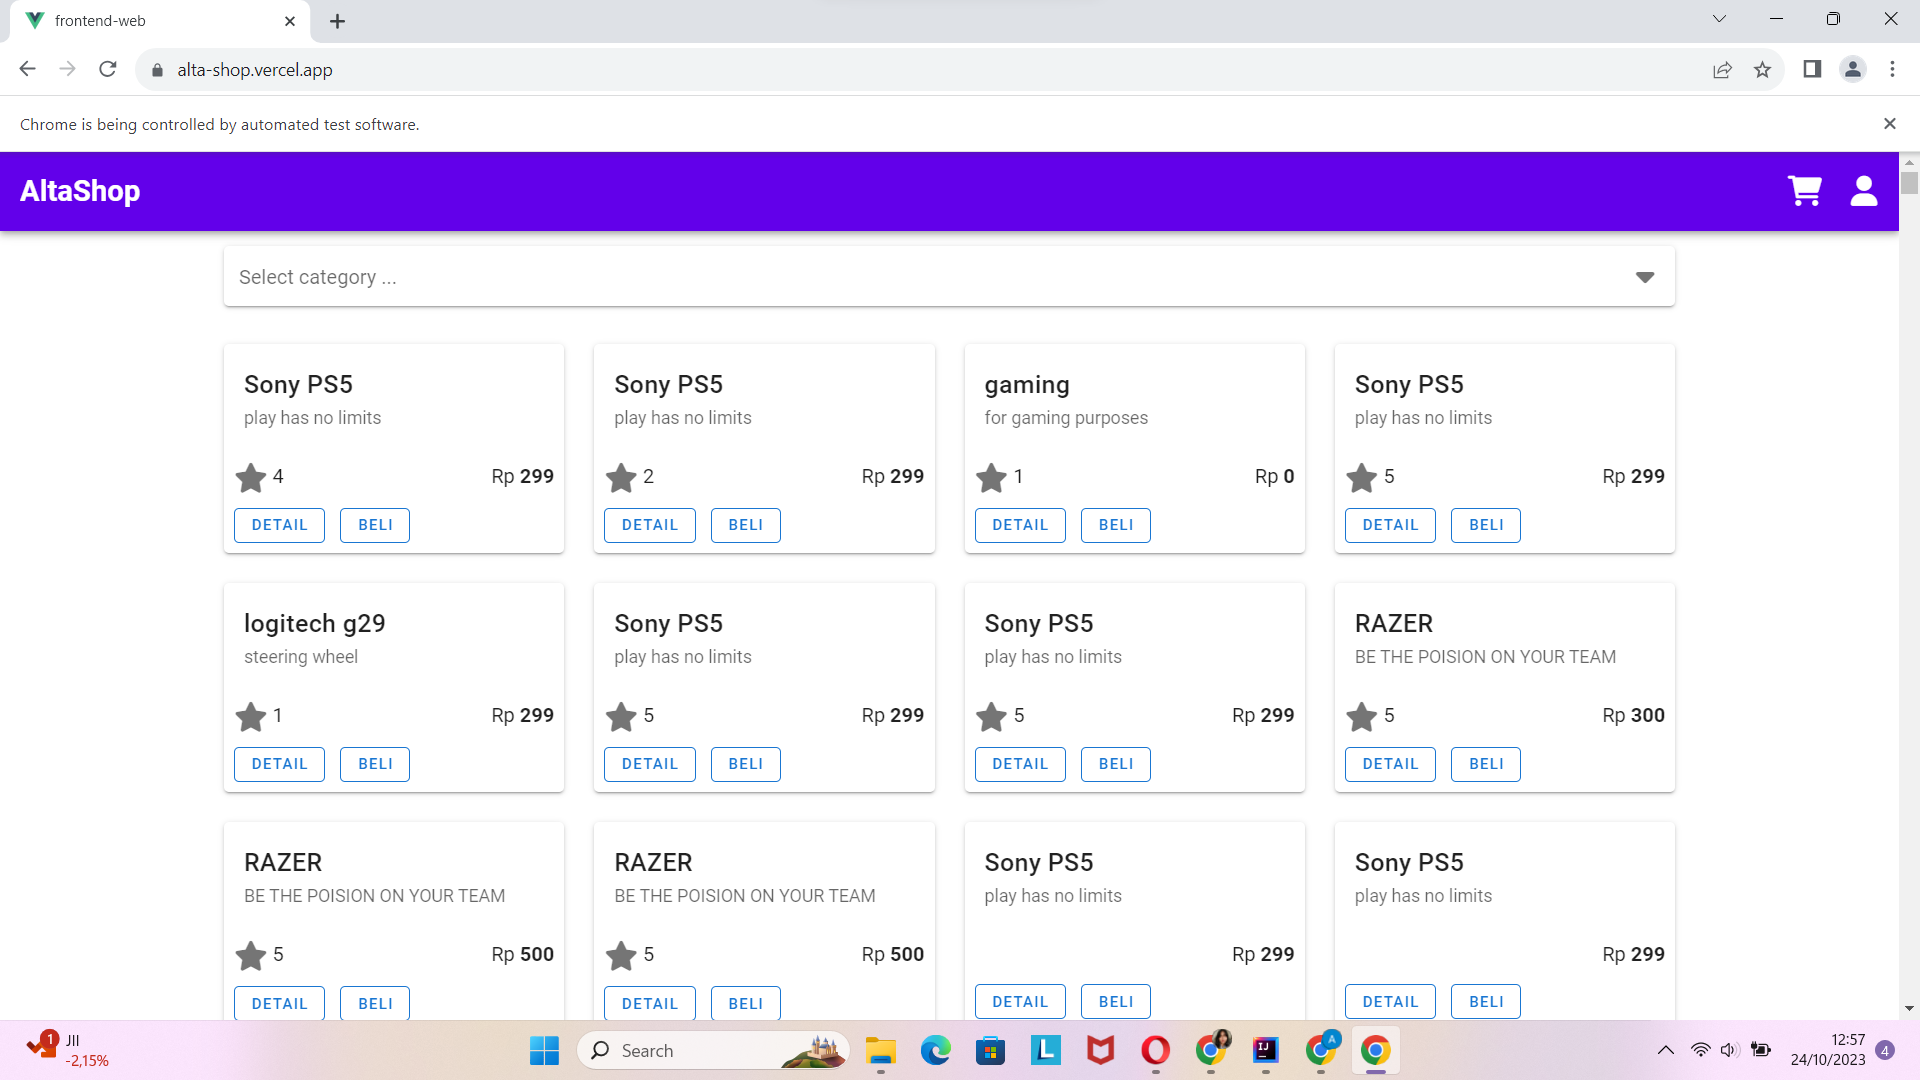 frontend-web
alta-shop.vercel.app
Chrome is being controlled by automated test software.
AltaShop
Select category ...
Sony PS5
play has no limits
4
Rp 299
DETAIL
BELI
Sony PS5
play has no limits
2
Rp 299
DETAIL
BELI
gaming
for gaming purposes
1
Rp 0
DETAIL
BELI
Sony PS5
play has no limits
5
Rp 299
DETAIL
BELI
logitech g29
steering wheel
1
Rp 299
DETAIL
BELI
Sony PS5
play has no limits
5
Rp 299
DETAIL
BELI
Sony PS5
play has no limits
5
Rp 299
DETAIL
BELI
RAZER
BE THE POISION ON YOUR TEAM
5
Rp 300
DETAIL
BELI
RAZER
BE THE POISION ON YOUR TEAM
5
Rp 500
DETAIL
BELI
RAZER
BE THE POISION ON YOUR TEAM
5
Rp 500
DETAIL
BELI
Sony PS5
play has no limits
Rp 299
DETAIL
BELI
Sony PS5
play has no limits
Rp 299
DETAIL
BELI
1
JII
-2,15%
Search
L
IJ
A
12:57
24/10/2023
4